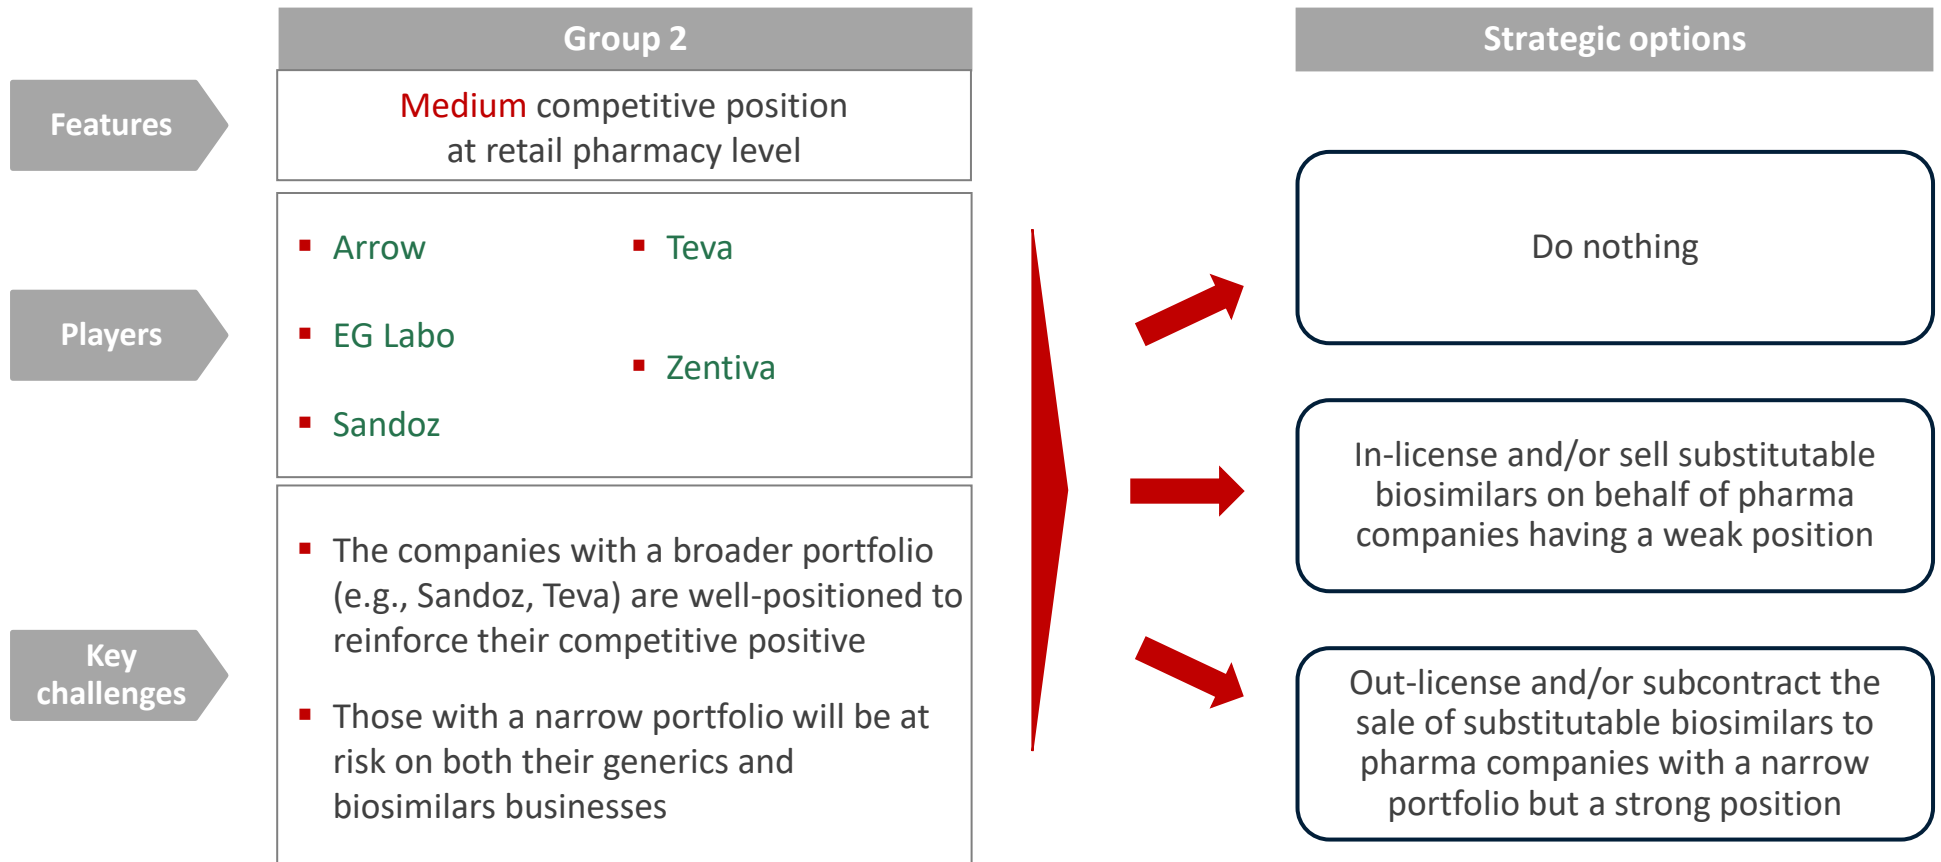 Group 2
Strategic options
Features
Medium competitive position
at retail pharmacy level
Players
Arrow
EG Labo
Sandoz
Teva
Zentiva
Key
challenges
The companies with a broader portfolio
(e.g., Sandoz, Teva) are well-positioned to
reinforce their competitive positive
Those with a narrow portfolio will be at
risk on both their generics and
biosimilars businesses
Do nothing
In-license and/or sell substitutable
biosimilars on behalf of pharma
companies having a weak position
Out-license and/or subcontract the
sale of substitutable biosimilars to
pharma companies with a narrow
portfolio but a strong position